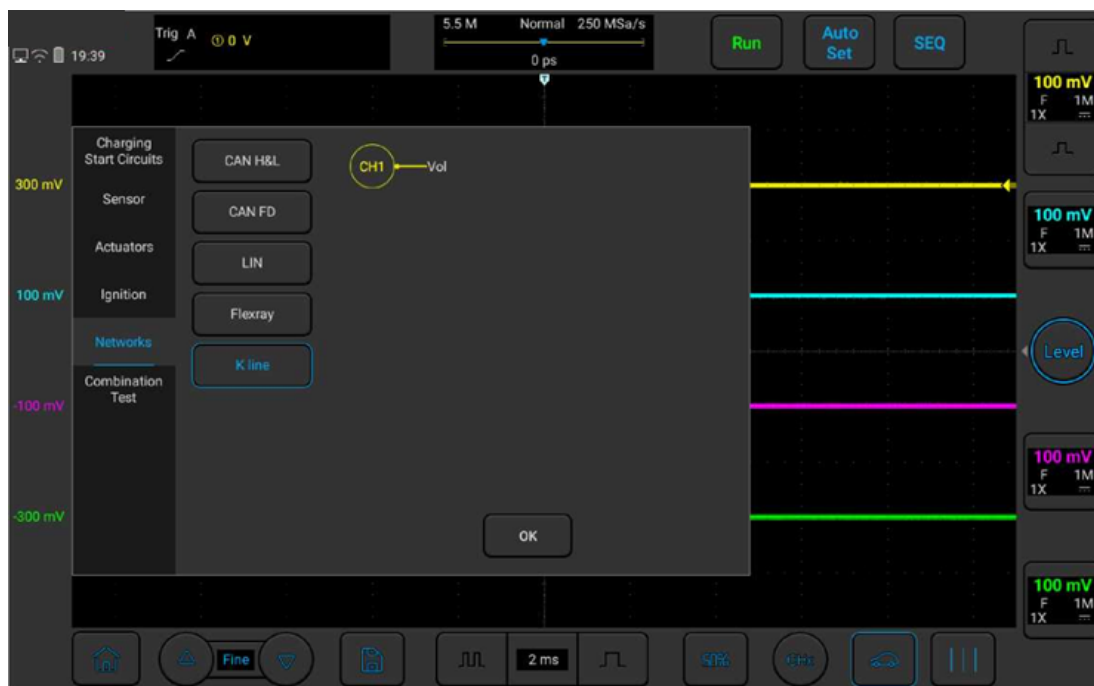 19:39
Trig A ① 0 V
5.5 M Normal 250 MSa/s
0 ps
T
Run
Auto
Set
SEQ
100 mV
F 1M
1X
300 mV
100 mV
-100 mV
-300 mV
Charging
Start Circuits
Sensor
Actuators
Ignition
Networks
Combination
Test
CAN H&L
CAN FD
LIN
Flexray
K line
CH1 Vol
OK
100 mV
F 1M
1X
Level
100 mV
F 1M
1X
100 mV
F 1M
1X
Fine
2 ms
50%
CHx